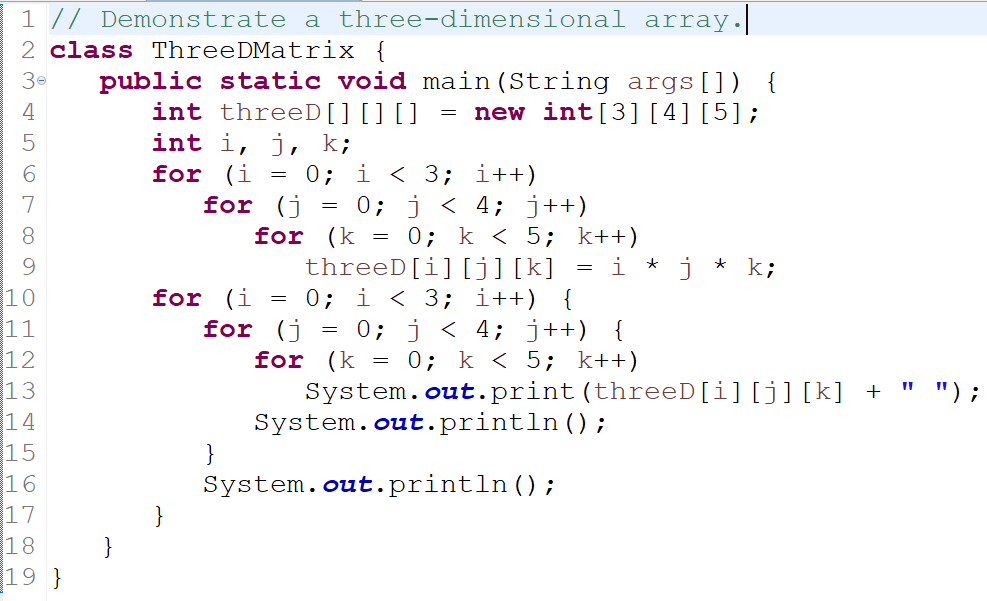 1 // Demonstrate a three-dimensional array.
2 class ThreeDMatrix {
3    public static void main(String args[]) {
4       int threeD[][][] = new int[3][4][5];
5       int i, j, k;
6       for (i = 0; i < 3; i++)
7          for (j = 0; j < 4; j++)
8             for (k = 0; k < 5; k++)
9                threeD[i][j][k] = i * j * k;
10       for (i = 0; i < 3; i++) {
11          for (j = 0; j < 4; j++) {
12             for (k = 0; k < 5; k++)
13                System.out.print(threeD[i][j][k] + " ");
14             System.out.println();
15          }
16          System.out.println();
17       }
18    }
19 }